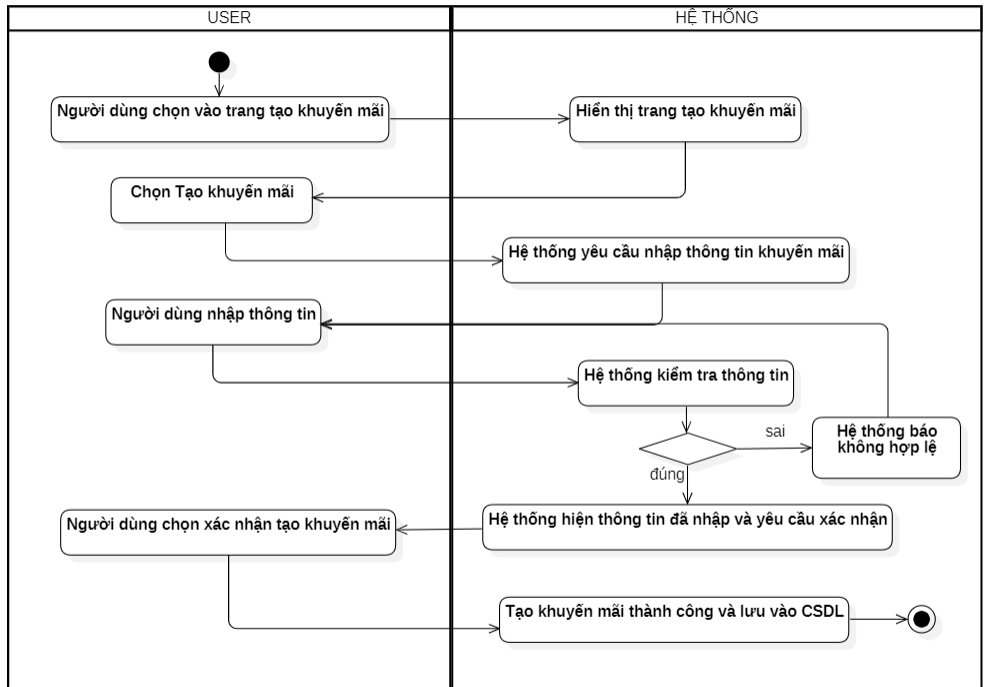 USER
HỆ THỐNG
Người dùng chọn vào trang tạo khuyến mãi
Hiển thị trang tạo khuyến mãi
Chọn Tạo khuyến mãi
Hệ thống yêu cầu nhập thông tin khuyến mãi
Người dùng nhập thông tin
Hệ thống kiểm tra thông tin
sai
Hệ thống báo
không hợp lệ
đúng
Hệ thống hiện thông tin đã nhập và yêu cầu xác nhận
Người dùng chọn xác nhận tạo khuyến mãi
Tạo khuyến mãi thành công và lưu vào CSDL